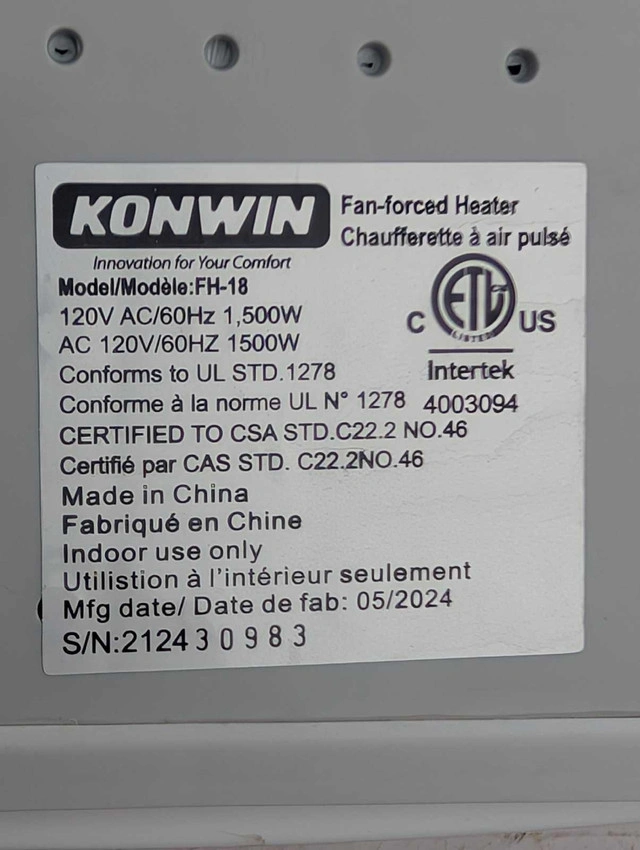 KONWIN
Innovation for Your Comfort
Fan-forced Heater
Chaufferette à air pulsé
Model/Modèle:FH-18
120V AC/60Hz 1,500W
AC 120V/60HZ 1500W
Conforms to UL STD.1278
Conforme à la norme UL N° 1278
CERTIFIED TO CSA STD.C22.2 NO.46
Certifié par CAS STD. C22.2NO.46
Made in China
Fabriqué en Chine
Indoor use only
Utilistion à l'intérieur seulement
Mfg date/ Date de fab: 05/2024
S/N:212430983
ETL
LISTED
C US
Intertek
4003094